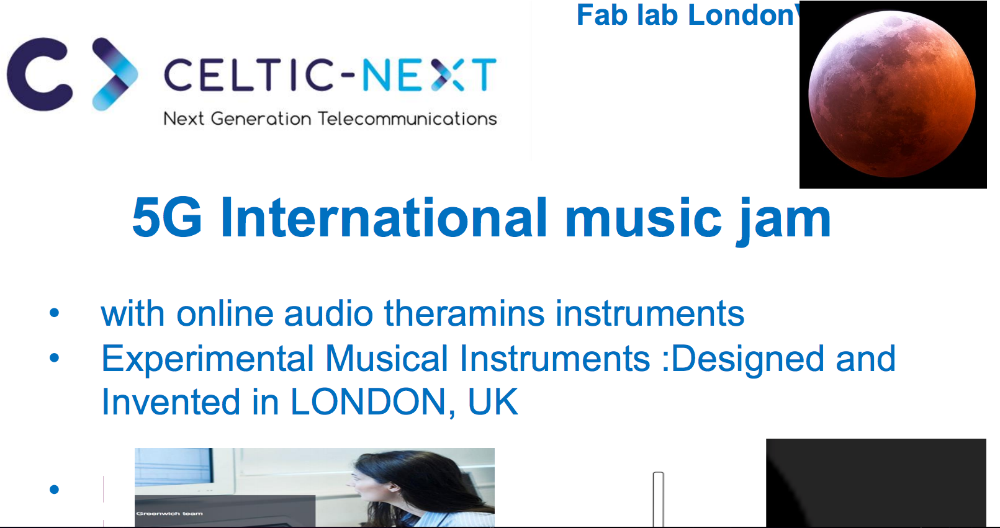 Fab lab London
CELTIC-NEXT
Next Generation Telecommunications
5G International music jam
• with online audio theramins instruments
• Experimental Musical Instruments :Designed and
Invented in LONDON, UK
•
Greenwich team